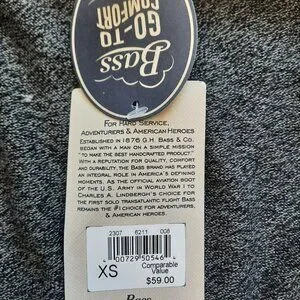 GO-TO
COMFORT
Bass
FOR HARD SERVICE,
ADVENTURERS & AMERICAN HEROES
ESTABLISHED IN 1876 G.H. BASS & CO.
BEGAN WITH A MAN ON A SIMPLE MISSION
"TO MAKE THE BEST HANDCRAFTED PRODUCT."
WITH A REPUTATION FOR QUALITY, COMFORT
AND DURABILITY, THE BASS BRAND HAS PLAYED
AN INTEGRAL ROLE IN AMERICA'S DEFINING
MOMENTS. AS THE OFFICIAL AVIATION BOOT
OF THE U.S. ARMY IN WORLD WAR I TO
CHARLES A. LINDBERGH'S CHOICE FOR
THE FIRST SOLO TRANSATLANTIC FLIGHT BASS
REMAINS THE #1 CHOICE FOR ADVENTURERS,
& AMERICAN HEROES.
2307 6211 008
4 00729 50546
XS
Comparable
Value
$59.00
Bass